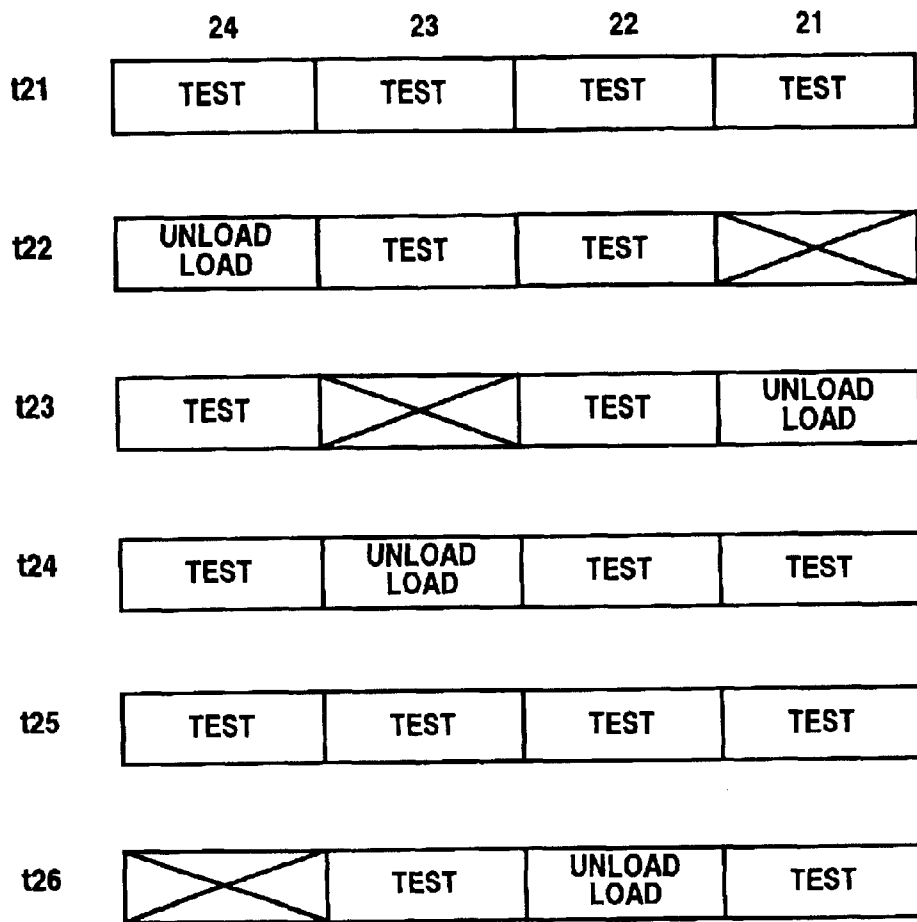 24 23 22 21
t21 TEST TEST TEST TEST
t22 UNLOAD LOAD TEST TEST
t23 TEST TEST UNLOAD LOAD
t24 TEST UNLOAD LOAD TEST TEST
t25 TEST TEST TEST TEST
t26 TEST UNLOAD LOAD TEST